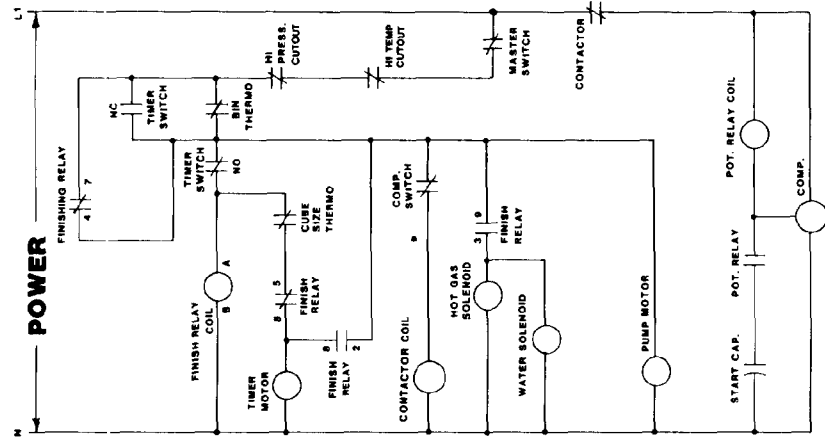 L1
POWER
N
HI
PRESS.
CUTOUT
HI TEMP
CUTOUT
MASTER
SWITCH
CONTACTOR
NC
TIMER
SWITCH
BIN
THERMO
FINISHING RELAY
4 7
TIMER
SWITCH
NO
CUBE
SIZE
THERMO
FINISH RELAY
COIL
B A
8 5
FINISH
RELAY
TIMER
MOTOR
8 2
FINISH
RELAY
COMP.
SWITCH
9
CONTACTOR COIL
3 9
FINISH
RELAY
HOT GAS
SOLENOID
WATER SOLENOID
PUMP MOTOR
POT. RELAY COIL
COMP.
POT. RELAY
START CAP.